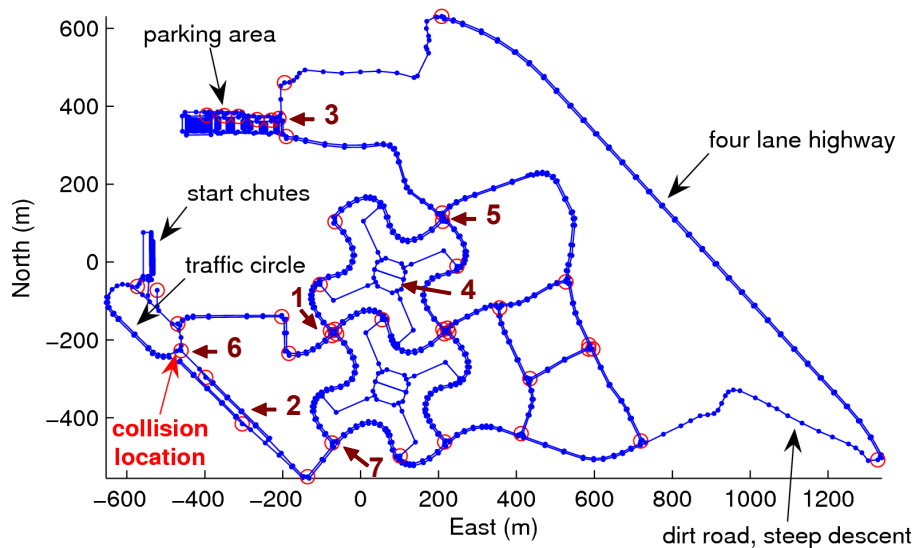 600
parking area
400
3
four lane highway
200
start chutes
5
North (m)
0
traffic circle
1
4
−200
6
2
−400
collision
location
7
−600 −400 −200 0 200 400 600 800 1000 1200
East (m)
dirt road, steep descent